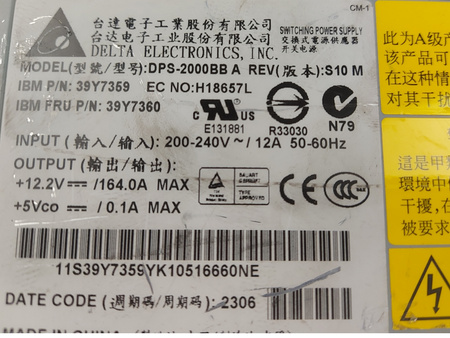 CM-1
台達電子工業股份有限公司
台达电子工业股份有限公司
DELTA ELECTRONICS, INC.
SWITCHING POWER SUPPLY
交換式電源供應器
开关电源
MODEL(型號/型号):DPS-2000BB A REV(版本):S10 M
IBM P/N: 39Y7359 EC NO:H18657L
IBM FRU P/N: 39Y7360
E131881
R33030
N79
INPUT (輸入/输入): 200-240V～/12A 50-60Hz
OUTPUT (輸出/输出):
+12.2V⎓/164.0A MAX
+5Vco ⎓/0.1A MAX
TYPE
APPROVED
11S39Y7359YK10516660NE
DATE CODE (週期碼/周期码): 2306
MADE IN CHINA
此为A级产
该产品可
在这种情
对其干扰
這是甲
環境中
干擾,在
被要求